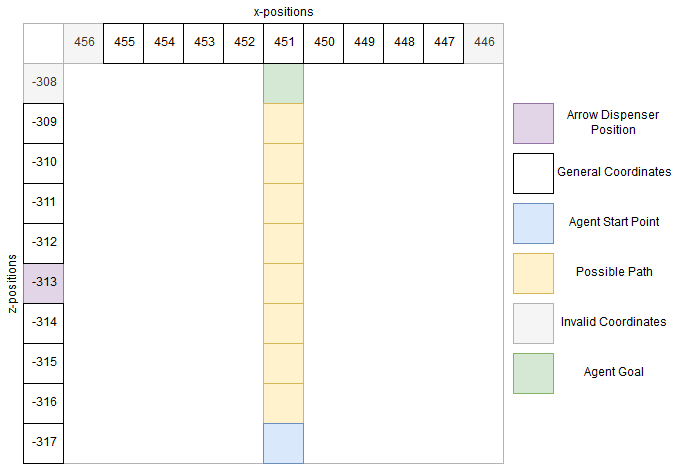 x-positions
456 455 454 453 452 451 450 449 448 447 446
-308
-309
-310
-311
-312
-313
-314
-315
-316
-317
z-positions
Arrow Dispenser
Position
General Coordinates
Agent Start Point
Possible Path
Invalid Coordinates
Agent Goal